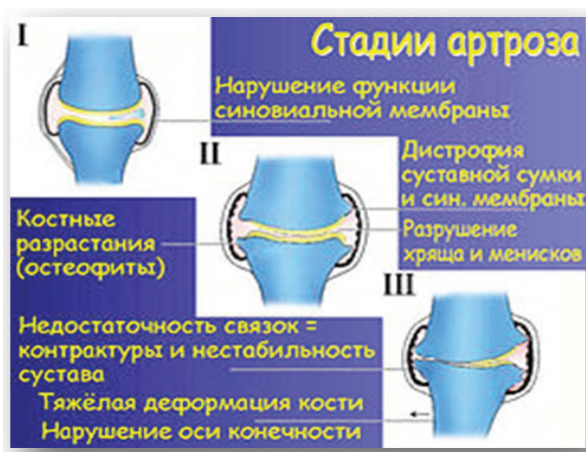 I
Стадии артроза
Нарушение функции
синовиальной мембраны
II
Дистрофия
суставной сумки
и син. мембраны
Разрушение
хряща и менисков
Костные
разрастания
(остеофиты)
III
Недостаточность связок =
контрактуры и нестабильность
сустава
Тяжёлая деформация кости
Нарушение оси конечности